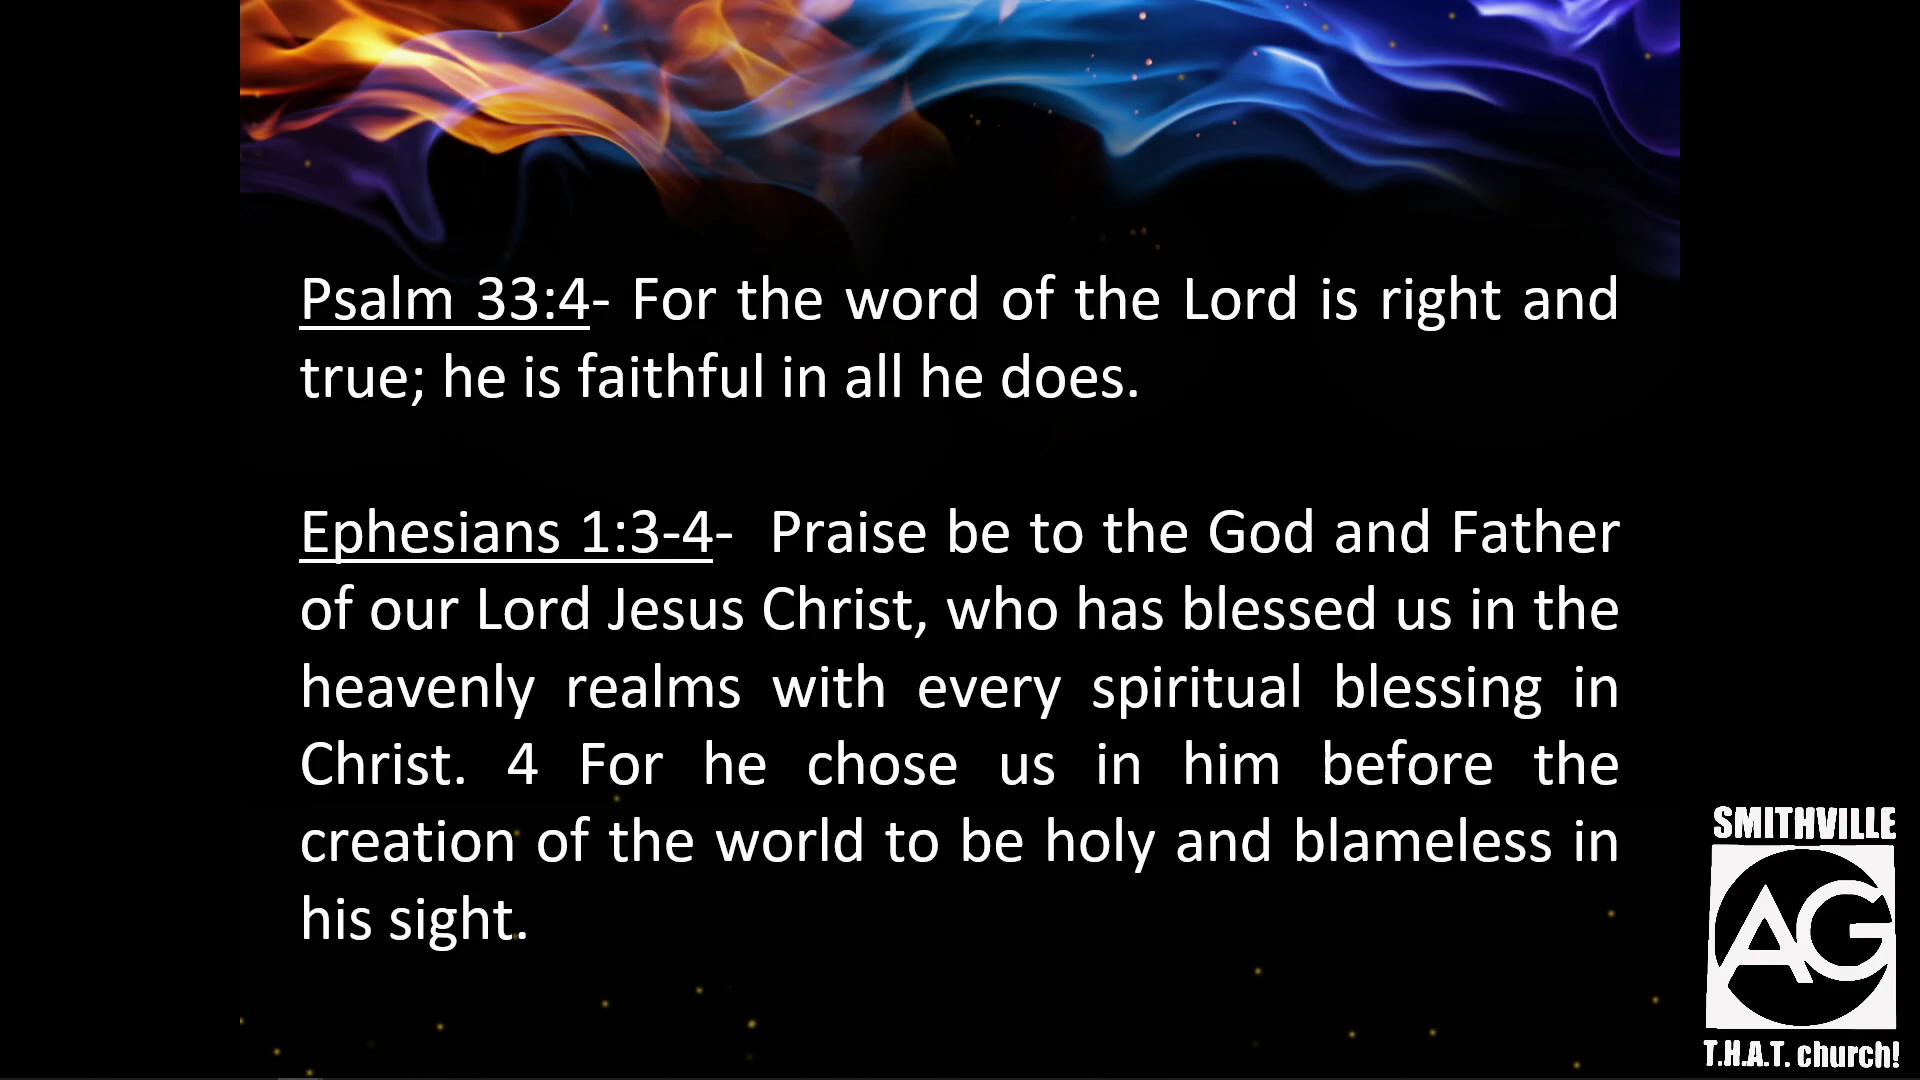 Psalm 33:4- For the word of the Lord is right and
true; he is faithful in all he does.
Ephesians 1:3-4-  Praise be to the God and Father
of our Lord Jesus Christ, who has blessed us in the
heavenly realms with every spiritual blessing in
Christ. 4 For he chose us in him before the
creation of the world to be holy and blameless in
his sight.
SMITHVILLE
AG
T.H.A.T. church!